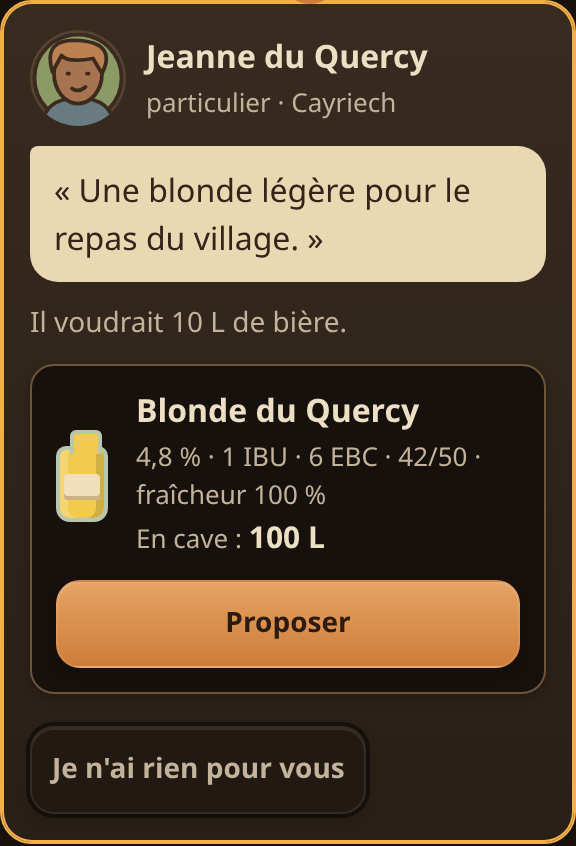 Jeanne du Quercy
particulier · Cayriech
« Une blonde légère pour le
repas du village. »
Il voudrait 10 L de bière.
Blonde du Quercy
4,8 % · 1 IBU · 6 EBC · 42/50 ·
fraîcheur 100 %
En cave : 100 L
Proposer
Je n'ai rien pour vous